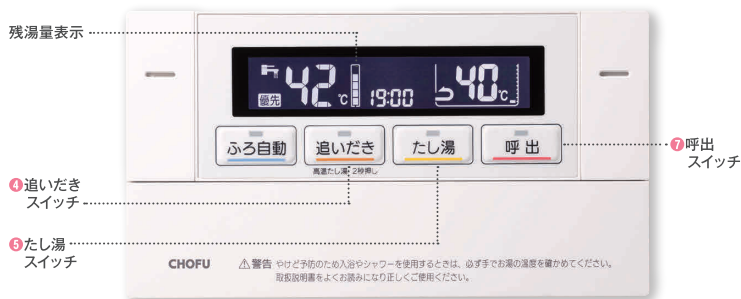 残湯量表示
優先
42℃
19:00
40℃
ふろ自動
追いだき
たし湯
呼出
高温たし湯 2秒押し
❼呼出
スイッチ
❹追いだき
スイッチ
❺たし湯
スイッチ
CHOFU
⚠警告 やけど予防のため入浴やシャワーを使用するときは、必ず手でお湯の温度を確かめてください。
取扱説明書をよくお読みになり正しくご使用ください。